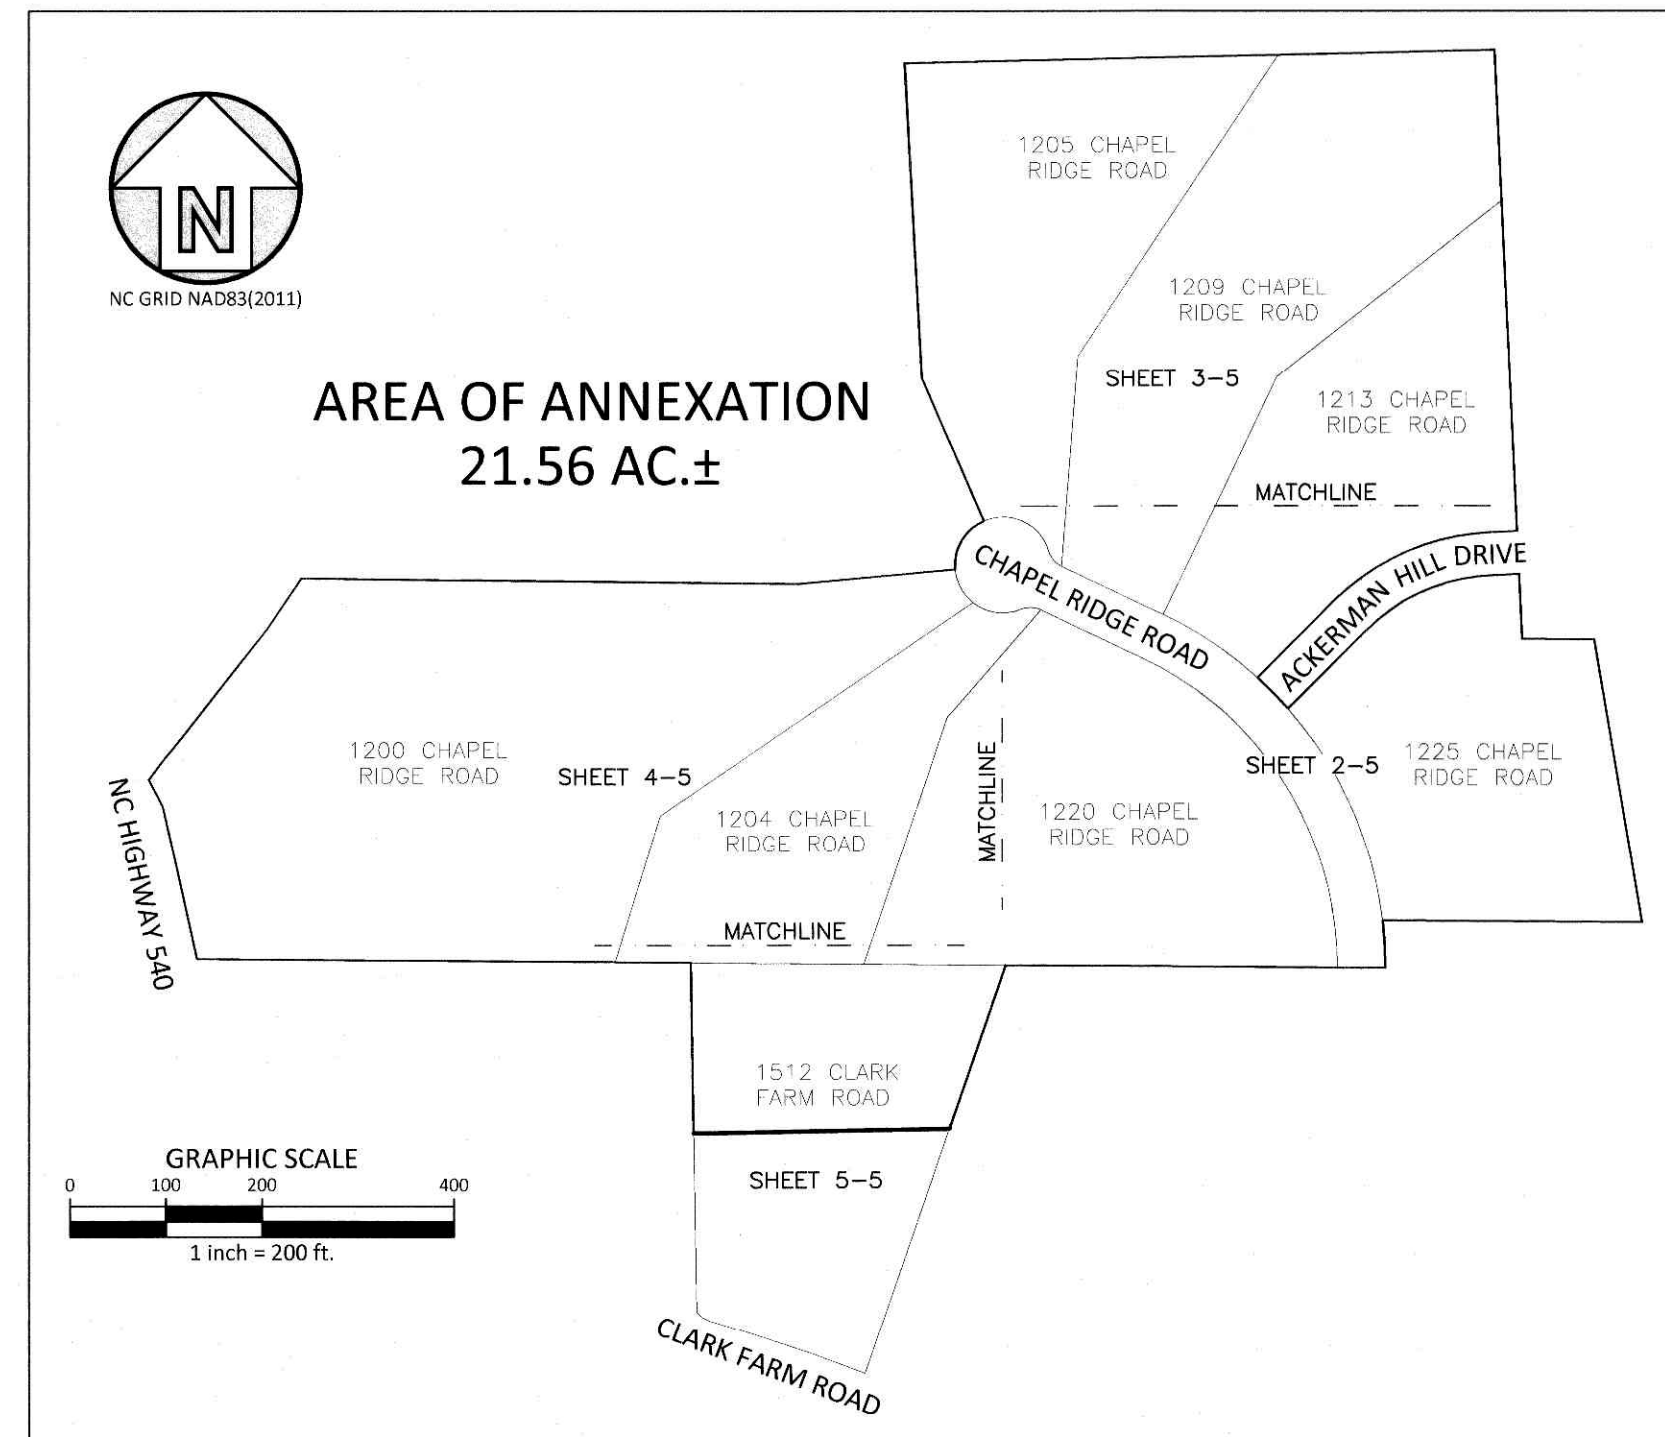 1205 CHAPEL
RIDGE ROAD
N
NC GRID NAD83(2011)
1209 CHAPEL
RIDGE ROAD
SHEET 3-5
AREA OF ANNEXATION
21.56 AC.±
1213 CHAPEL
RIDGE ROAD
MATCHLINE
CHAPEL RIDGE ROAD
ACKERMAN HILL DRIVE
1200 CHAPEL
RIDGE ROAD
SHEET 4-5
MATCHLINE
SHEET 2-5
1225 CHAPEL
RIDGE ROAD
1204 CHAPEL
RIDGE ROAD
1220 CHAPEL
RIDGE ROAD
NC HIGHWAY 540
MATCHLINE
1512 CLARK
FARM ROAD
GRAPHIC SCALE
0 100 200 400
1 inch = 200 ft.
SHEET 5-5
CLARK FARM ROAD